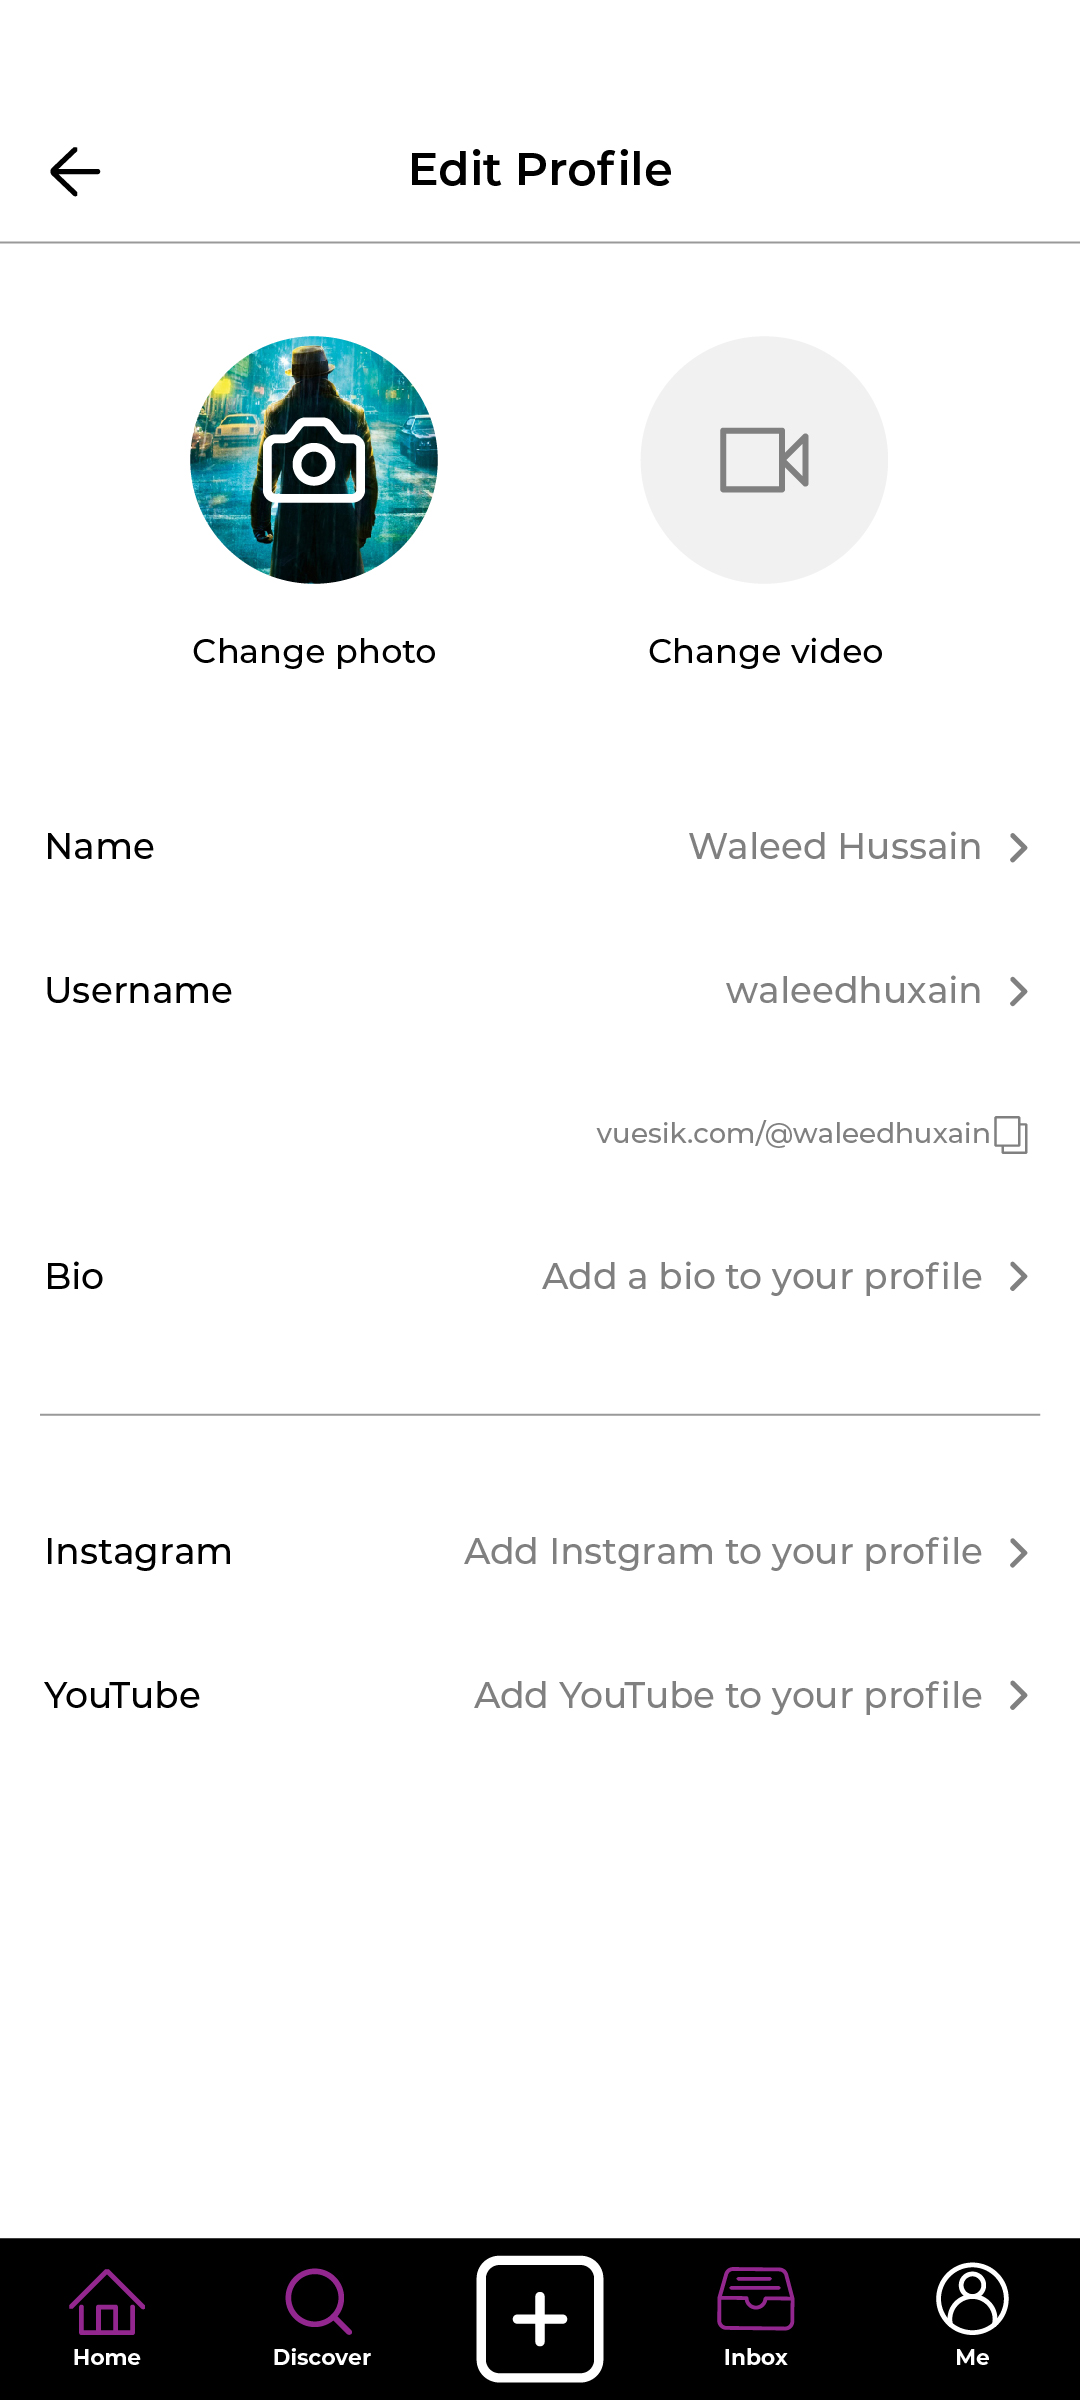 Edit Profile
Change photo
Change video
Name
Waleed Hussain
Username
waleedhuxain
vuesik.com/@waleedhuxain
Bio
Add a bio to your profile
Instagram
Add Instgram to your profile
YouTube
Add YouTube to your profile
Home
Discover
Inbox
Me